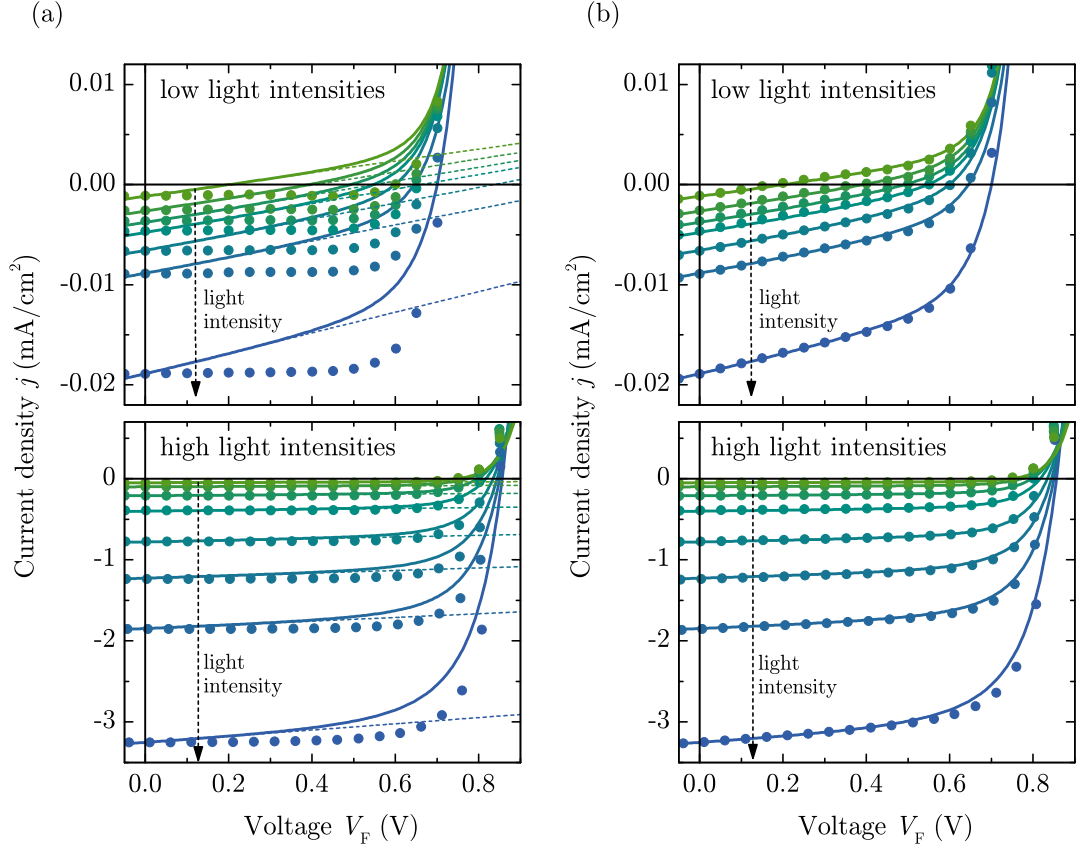 (a)
(b)
low light intensities
low light intensities
0.01
0.00
-0.01
-0.02
0.01
0.00
-0.01
-0.02
light
intensity
light
intensity
high light intensities
high light intensities
0
-1
-2
-3
0
-1
-2
-3
light
intensity
light
intensity
Current density j (mA/cm²)
Current density j (mA/cm²)
0.0 0.2 0.4 0.6 0.8
0.0 0.2 0.4 0.6 0.8
Voltage V_F (V)
Voltage V_F (V)